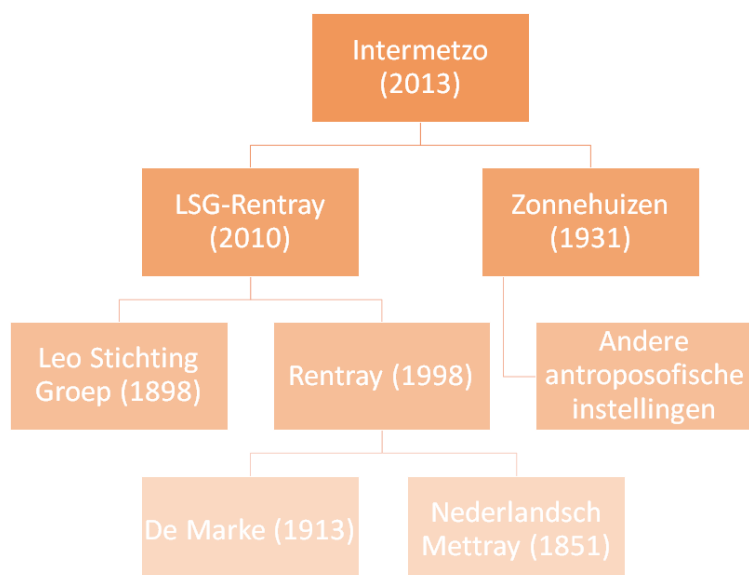 Intermetzo
(2013)
LSG-Rentray
(2010)
Zonnehuizen
(1931)
Leo Stichting
Groep (1898)
Rentray (1998)
Andere
antroposofische
instellingen
De Marke (1913)
Nederlandsch
Mettray (1851)